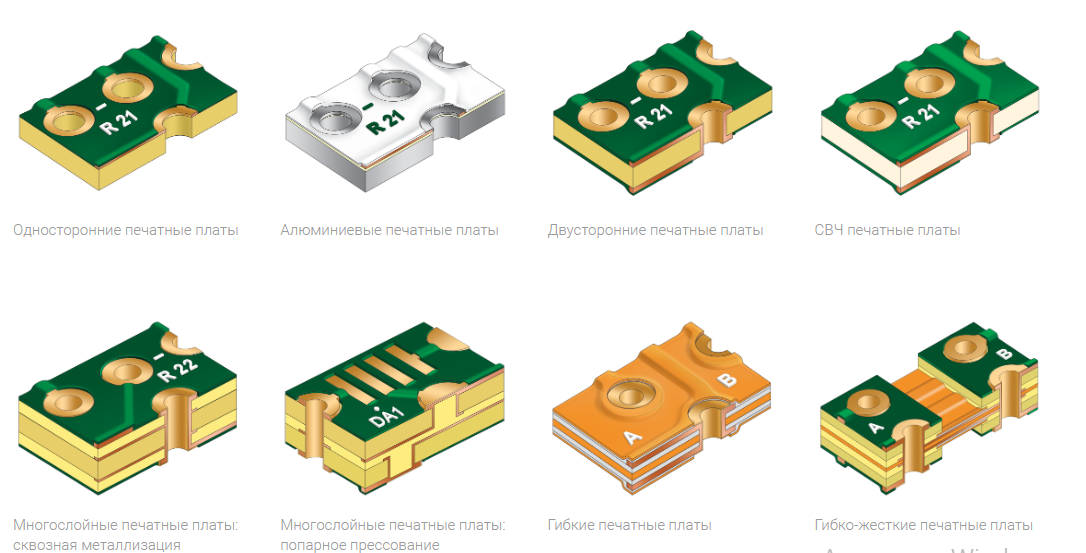 R 21
R 21
R 21
R 21
Односторонние печатные платы
Алюминиевые печатные платы
Двусторонние печатные платы
СВЧ печатные платы
R 22
DA1
A
B
A
B
Многослойные печатные платы:
сквозная металлизация
Многослойные печатные платы:
попарное прессование
Гибкие печатные платы
Гибко-жесткие печатные платы